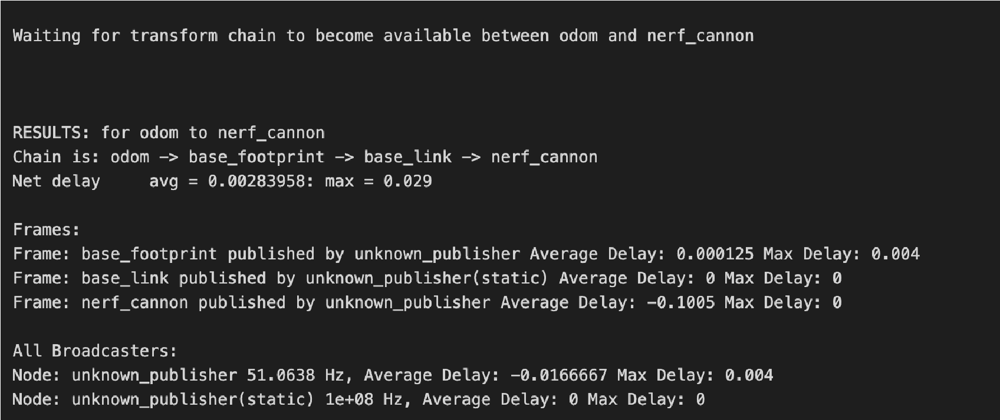 Waiting for transform chain to become available between odom and nerf_cannon
RESULTS: for odom to nerf_cannon
Chain is: odom -> base_footprint -> base_link -> nerf_cannon
Net delay     avg = 0.00283958: max = 0.029
Frames:
Frame: base_footprint published by unknown_publisher Average Delay: 0.000125 Max Delay: 0.004
Frame: base_link published by unknown_publisher(static) Average Delay: 0 Max Delay: 0
Frame: nerf_cannon published by unknown_publisher Average Delay: -0.1005 Max Delay: 0
All Broadcasters:
Node: unknown_publisher 51.0638 Hz, Average Delay: -0.0166667 Max Delay: 0.004
Node: unknown_publisher(static) 1e+08 Hz, Average Delay: 0 Max Delay: 0